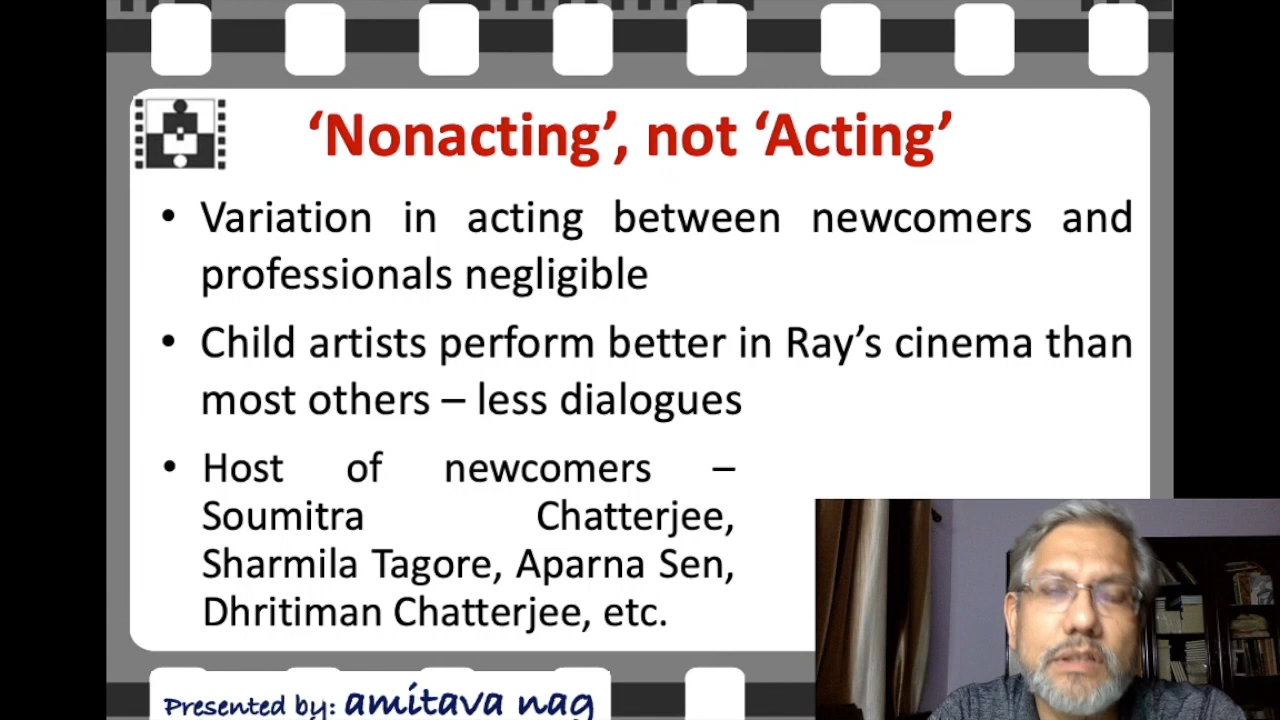 ‘Nonacting’, not ‘Acting’
• Variation in acting between newcomers and
professionals negligible
• Child artists perform better in Ray’s cinema than
most others – less dialogues
• Host of newcomers –
Soumitra Chatterjee,
Sharmila Tagore, Aparna Sen,
Dhritiman Chatterjee, etc.
Presented by: amitava nag